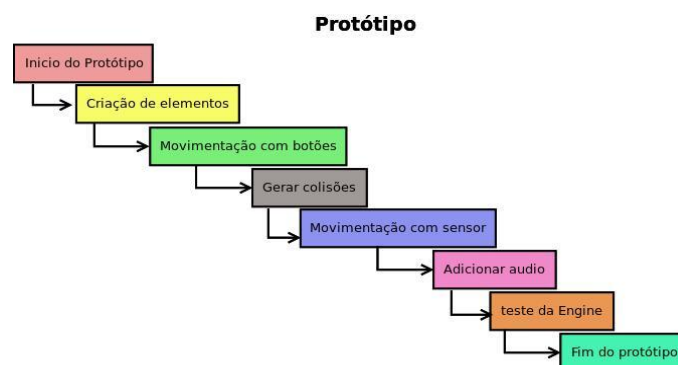 Protótipo
Inicio do Protótipo
Criação de elementos
Movimentação com botões
Gerar colisões
Movimentação com sensor
Adicionar audio
teste da Engine
Fim do protótipo